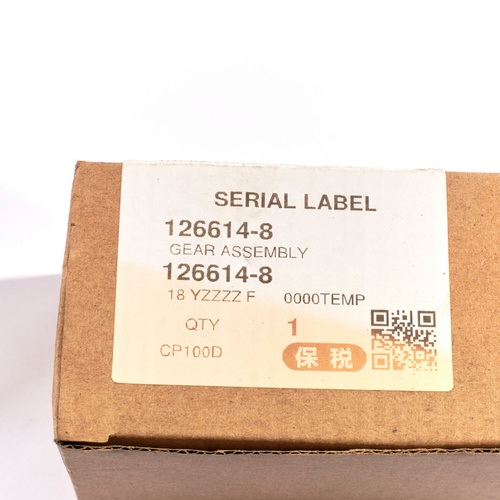 SERIAL LABEL
126614-8
GEAR ASSEMBLY
126614-8
18 YZZZZ F 0000TEMP
QTY 1
CP100D 保税